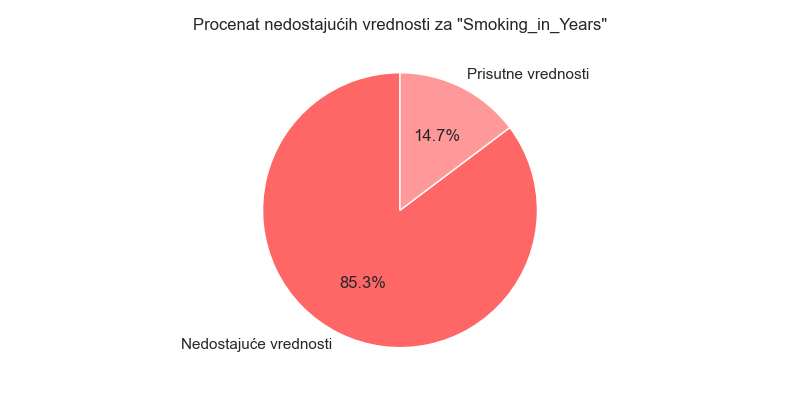 Procenat nedostajućih vrednosti za "Smoking_in_Years"
Prisutne vrednosti
14.7%
85.3%
Nedostajuće vrednosti